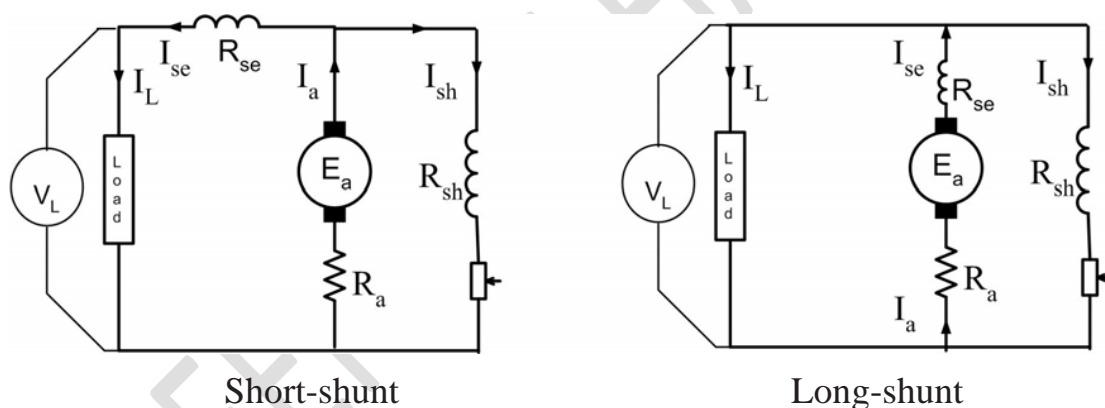 I_se R_se
I_L I_a I_sh
V_L Load E_a R_sh
R_a
Short-shunt
I_se R_se
I_L I_sh
V_L Load E_a R_sh
R_a
I_a
Long-shunt